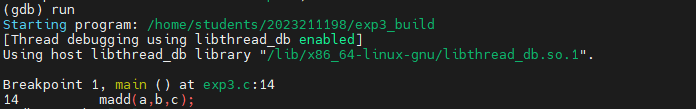 (gdb) run
Starting program: /home/students/2023211198/exp3_build
[Thread debugging using libthread_db enabled]
Using host libthread_db library "/lib/x86_64-linux-gnu/libthread_db.so.1".
Breakpoint 1, main () at exp3.c:14
14 madd(a,b,c);